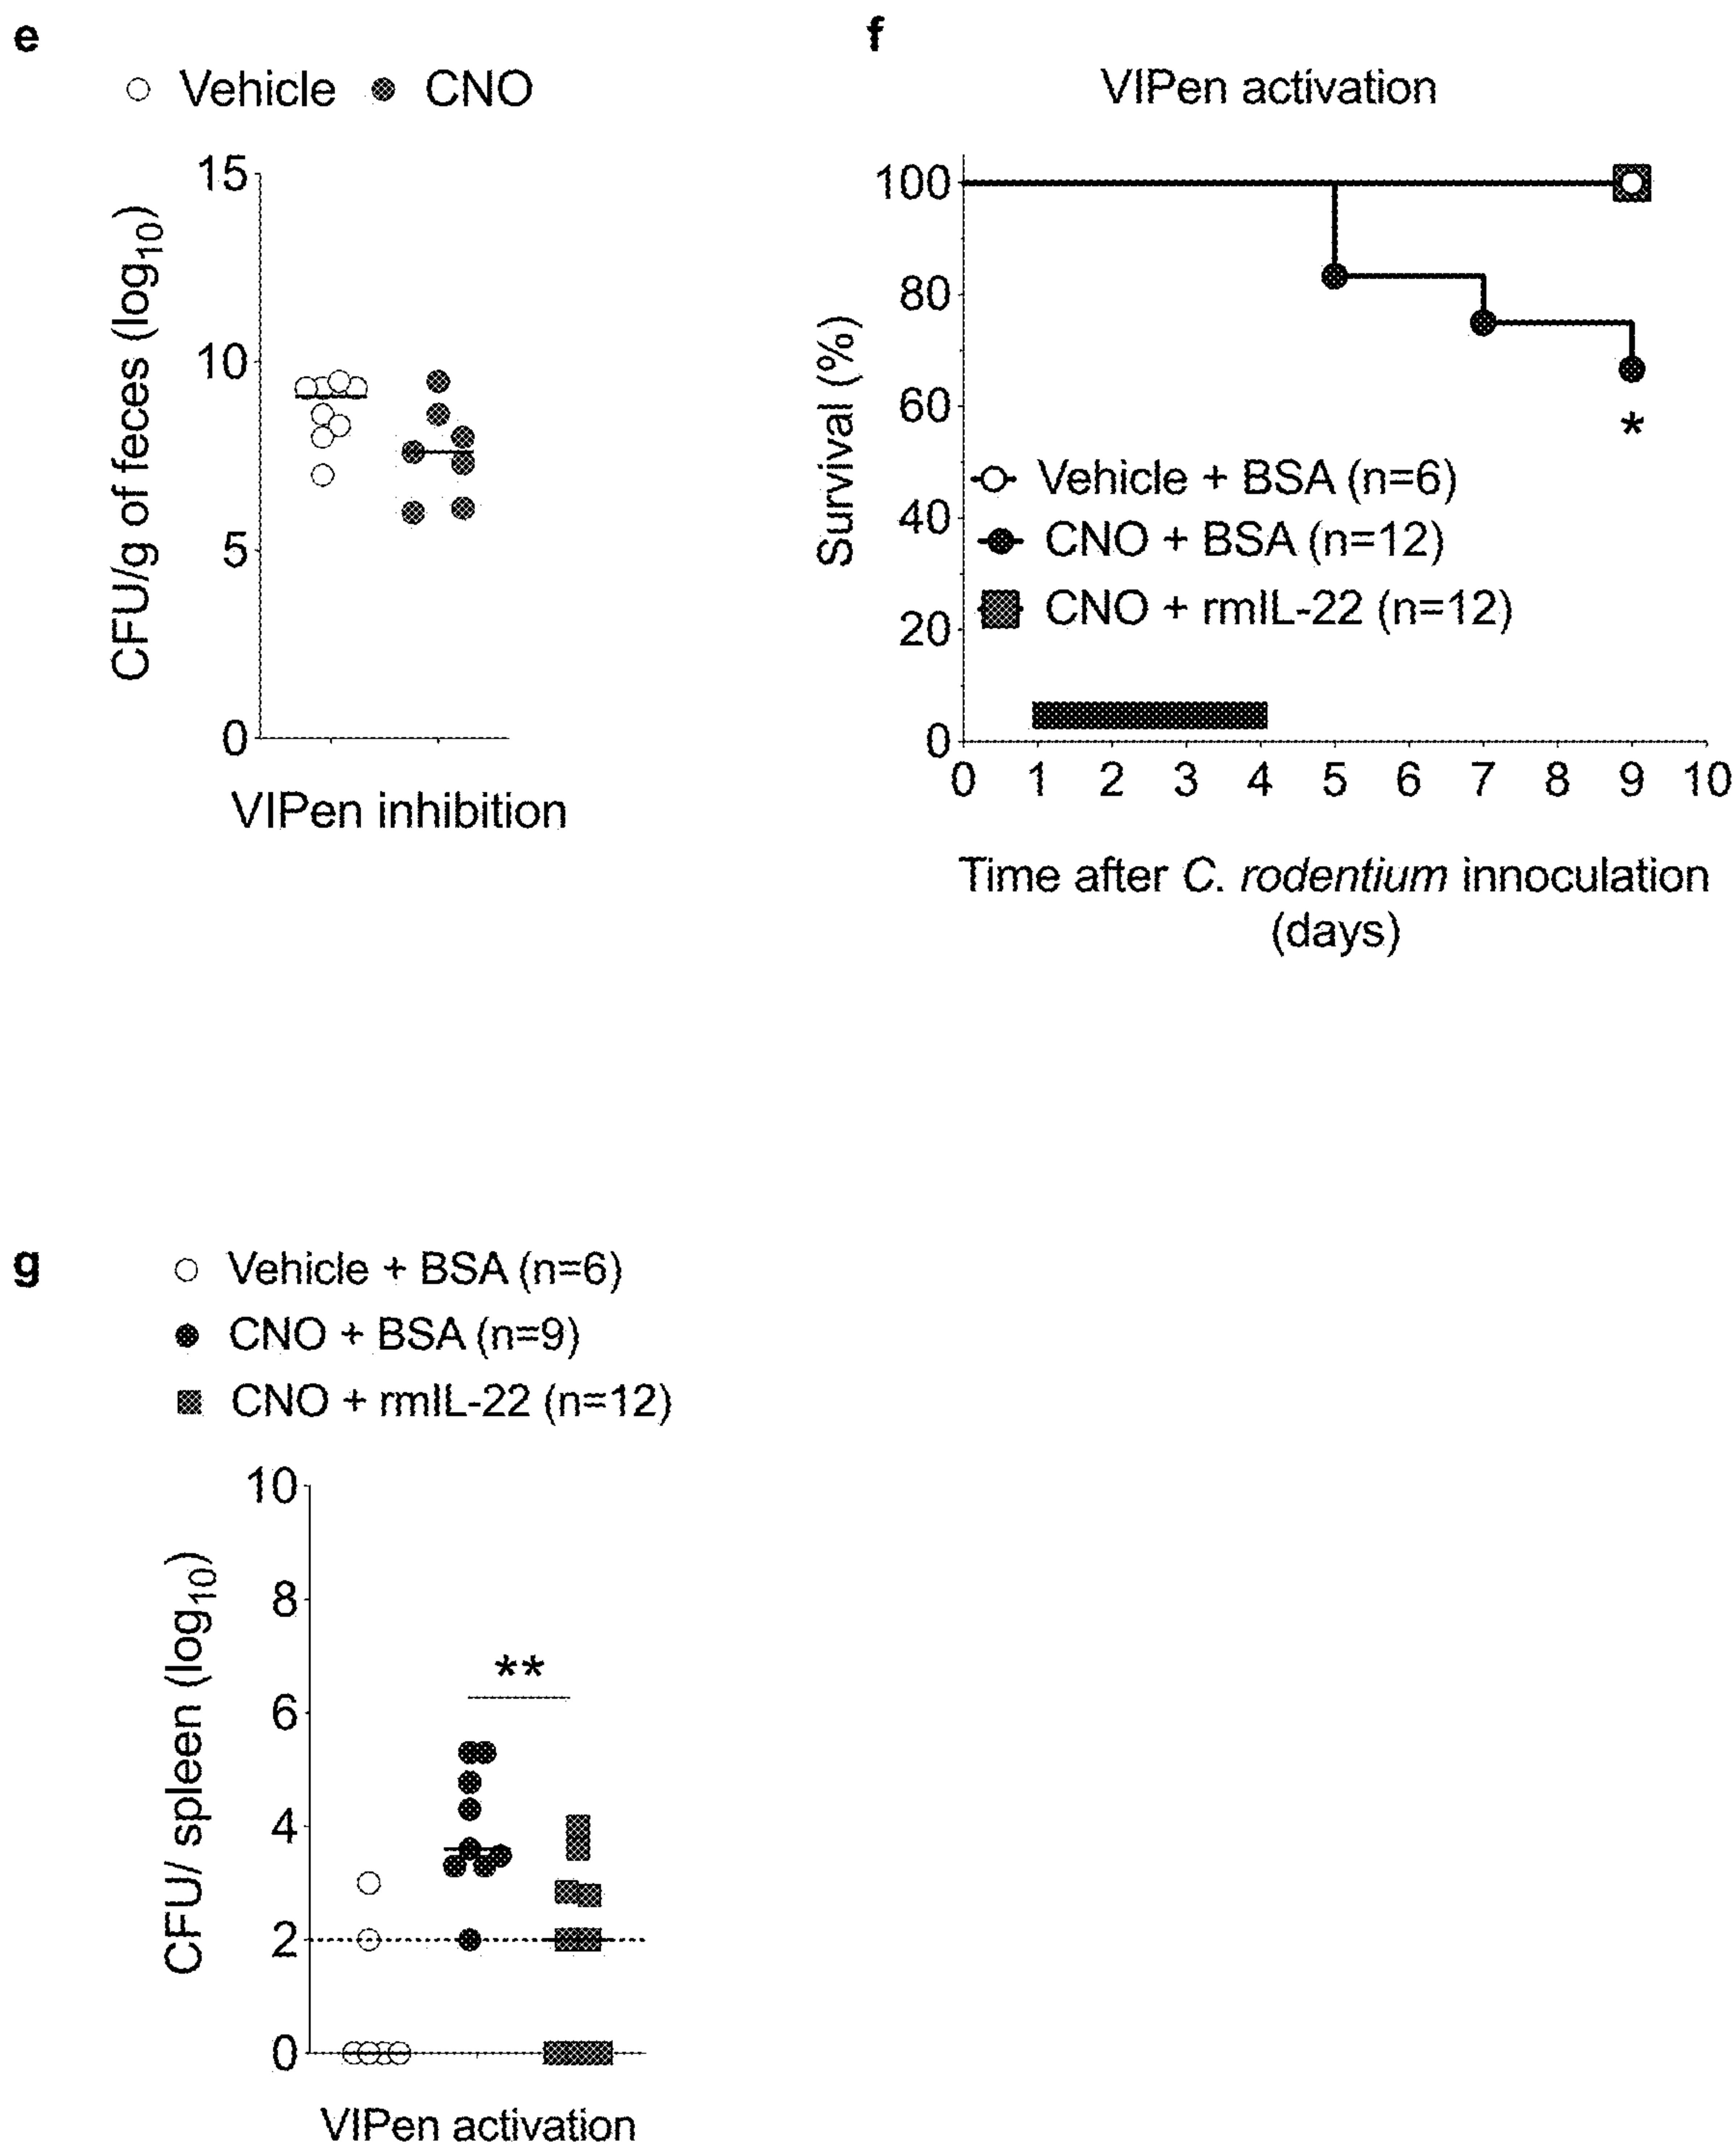 e
Vehicle CNO
15
10
5
0
CFU/g of feces (log10)
VIPen inhibition
f
VIPen activation
100
80
60
40
20
0
Survival (%)
*
Vehicle + BSA (n=6)
CNO + BSA (n=12)
CNO + rmIL-22 (n=12)
0 1 2 3 4 5 6 7 8 9 10
Time after C. rodentium innoculation
(days)
g
Vehicle + BSA (n=6)
CNO + BSA (n=9)
CNO + rmIL-22 (n=12)
10
8
6
4
2
0
CFU/ spleen (log10)
**
VIPen activation